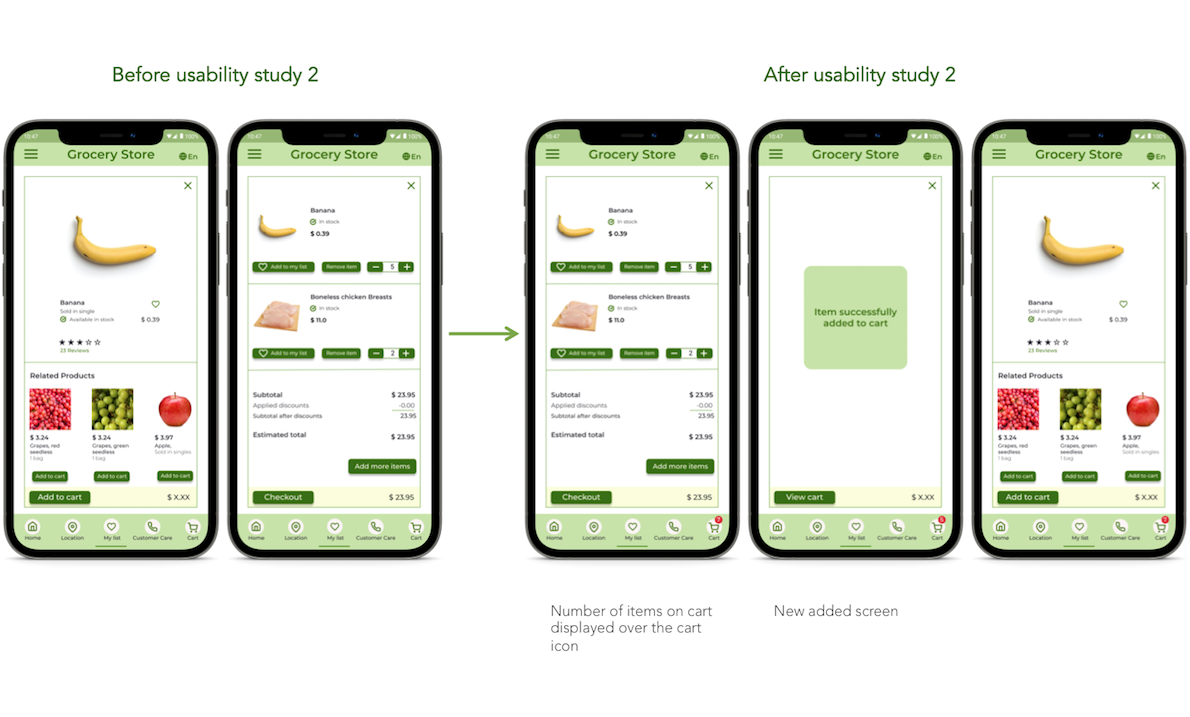 Before usability study 2
After usability study 2
10:47
100%
Grocery Store
En
Banana
Sold in single
Available in stock
$ 0.39
23 Reviews
Related Products
$ 3.24
Grapes, red
seedless
1 bag
Add to cart
$ 3.24
Grapes, green
seedless
1 bag
Add to cart
$ 3.97
Apple,
Sold in singles
Add to cart
Add to cart
$ X.XX
Home
Location
My list
Customer Care
Cart
10:47
100%
Grocery Store
En
Banana
In stock
$ 0.39
Add to my list
Remove item
5
Boneless chicken Breasts
In stock
$ 11.0
Add to my list
Remove item
2
Subtotal
$ 23.95
Applied discounts
-0.00
Subtotal after discounts
23.95
Estimated total
$ 23.95
Add more items
Checkout
$ 23.95
Home
Location
My list
Customer Care
Cart
10:47
100%
Grocery Store
En
Banana
In stock
$ 0.39
Add to my list
Remove item
5
Boneless chicken Breasts
In stock
$ 11.0
Add to my list
Remove item
2
Subtotal
$ 23.95
Applied discounts
-0.00
Subtotal after discounts
23.95
Estimated total
$ 23.95
Add more items
Checkout
$ 23.95
7
Home
Location
My list
Customer Care
Cart
10:47
100%
Grocery Store
En
Item successfully
added to cart
View cart
$ X.XX
5
Home
Location
My list
Customer Care
Cart
10:47
100%
Grocery Store
En
Banana
Sold in single
Available in stock
$ 0.39
23 Reviews
Related Products
$ 3.24
Grapes, red
seedless
1 bag
Add to cart
$ 3.24
Grapes, green
seedless
1 bag
Add to cart
$ 3.97
Apple,
Sold in singles
Add to cart
Add to cart
$ X.XX
7
Home
Location
My list
Customer Care
Cart
Number of items on cart
displayed over the cart
icon
New added screen